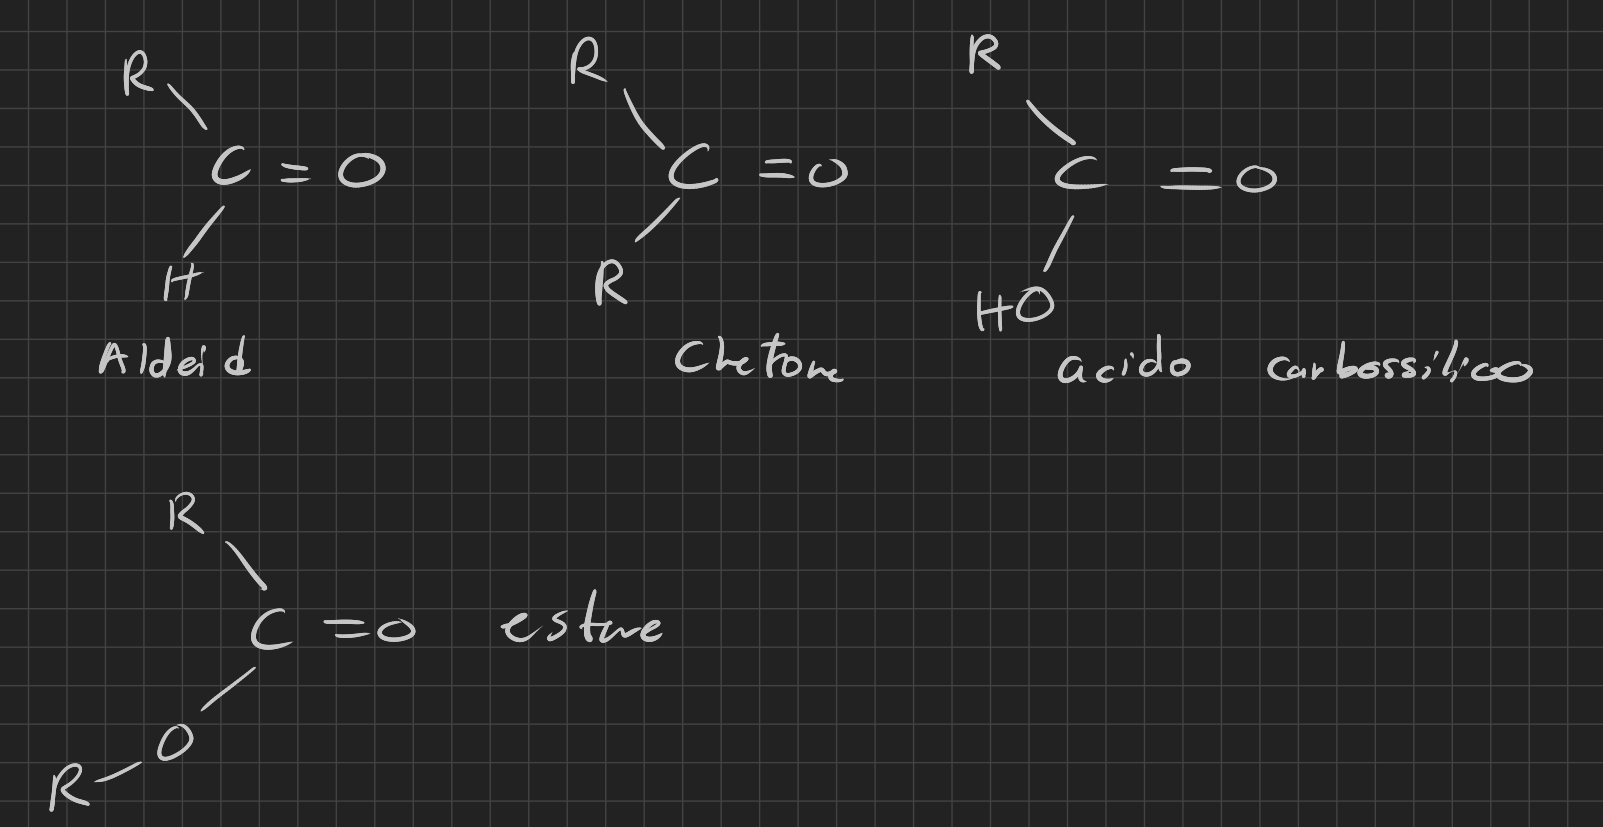 R
C = O
H
Aldeid
R
C = O
R
Chetone
R
C = O
HO
acido carbossilico
R
C = O
O
R
estere